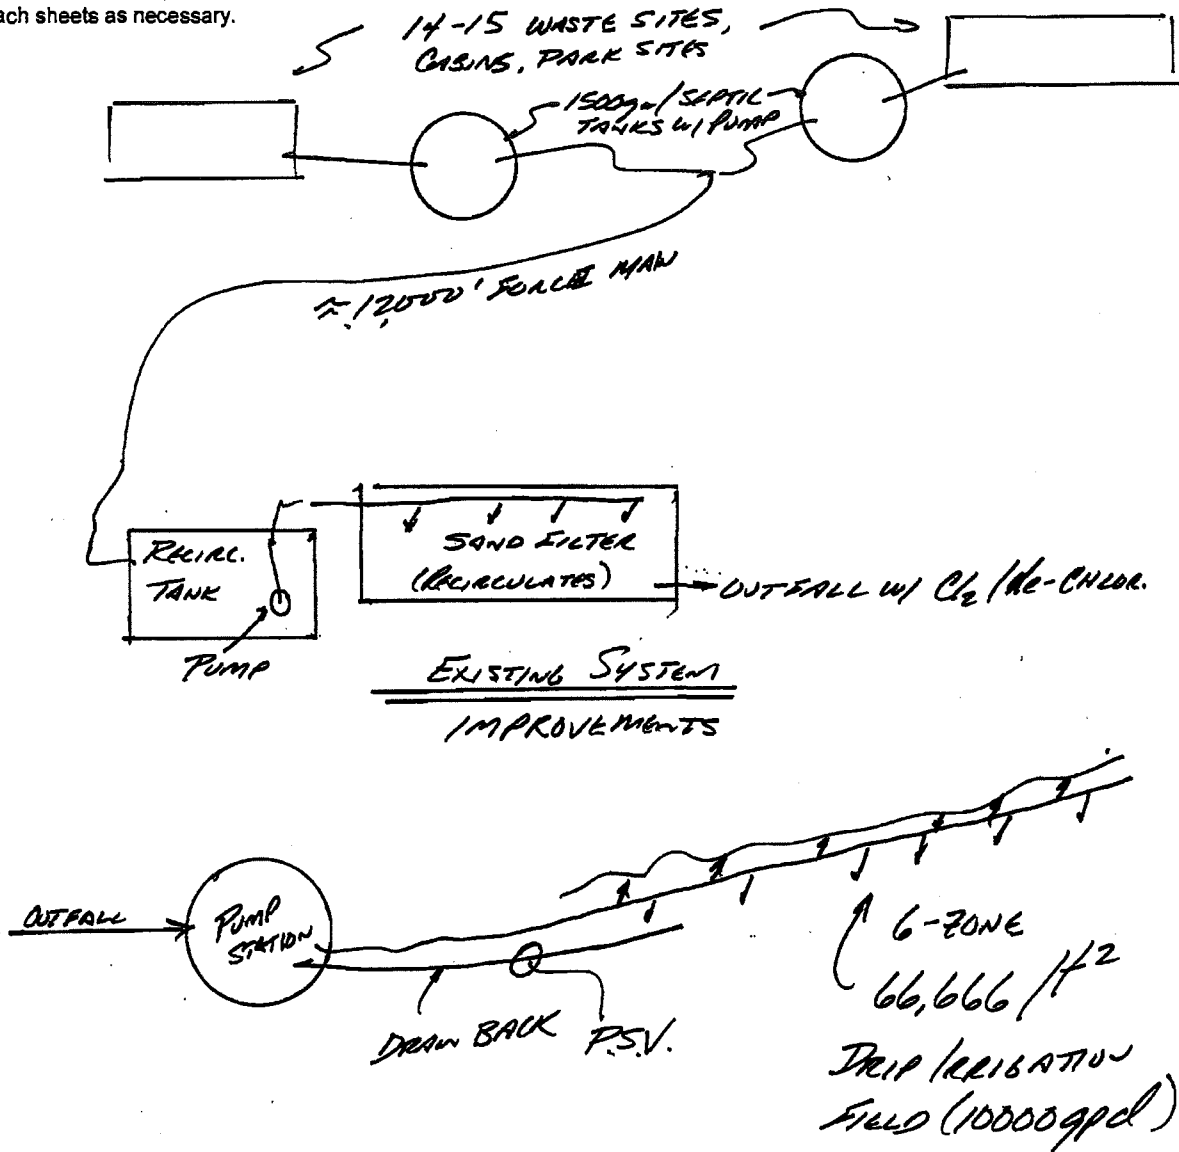 ach sheets as necessary.
14-15 WASTE SITES,
CABINS, PARK SITES
1500gal SEPTIC
TANKS W/ PUMP
≈ 12000' FORCE MAIN
RECIRC.
TANK
PUMP
SAND FILTER
(RECIRCULATES)
OUTFALL W/ Cl2 / de-CHLOR.
EXISTING SYSTEM
IMPROVEMENTS
OUTFALL
PUMP
STATION
DRAW BACK
P.S.V.
6-ZONE
66,666 ft2
DRIP IRRIGATION
FIELD (10000 gpd)